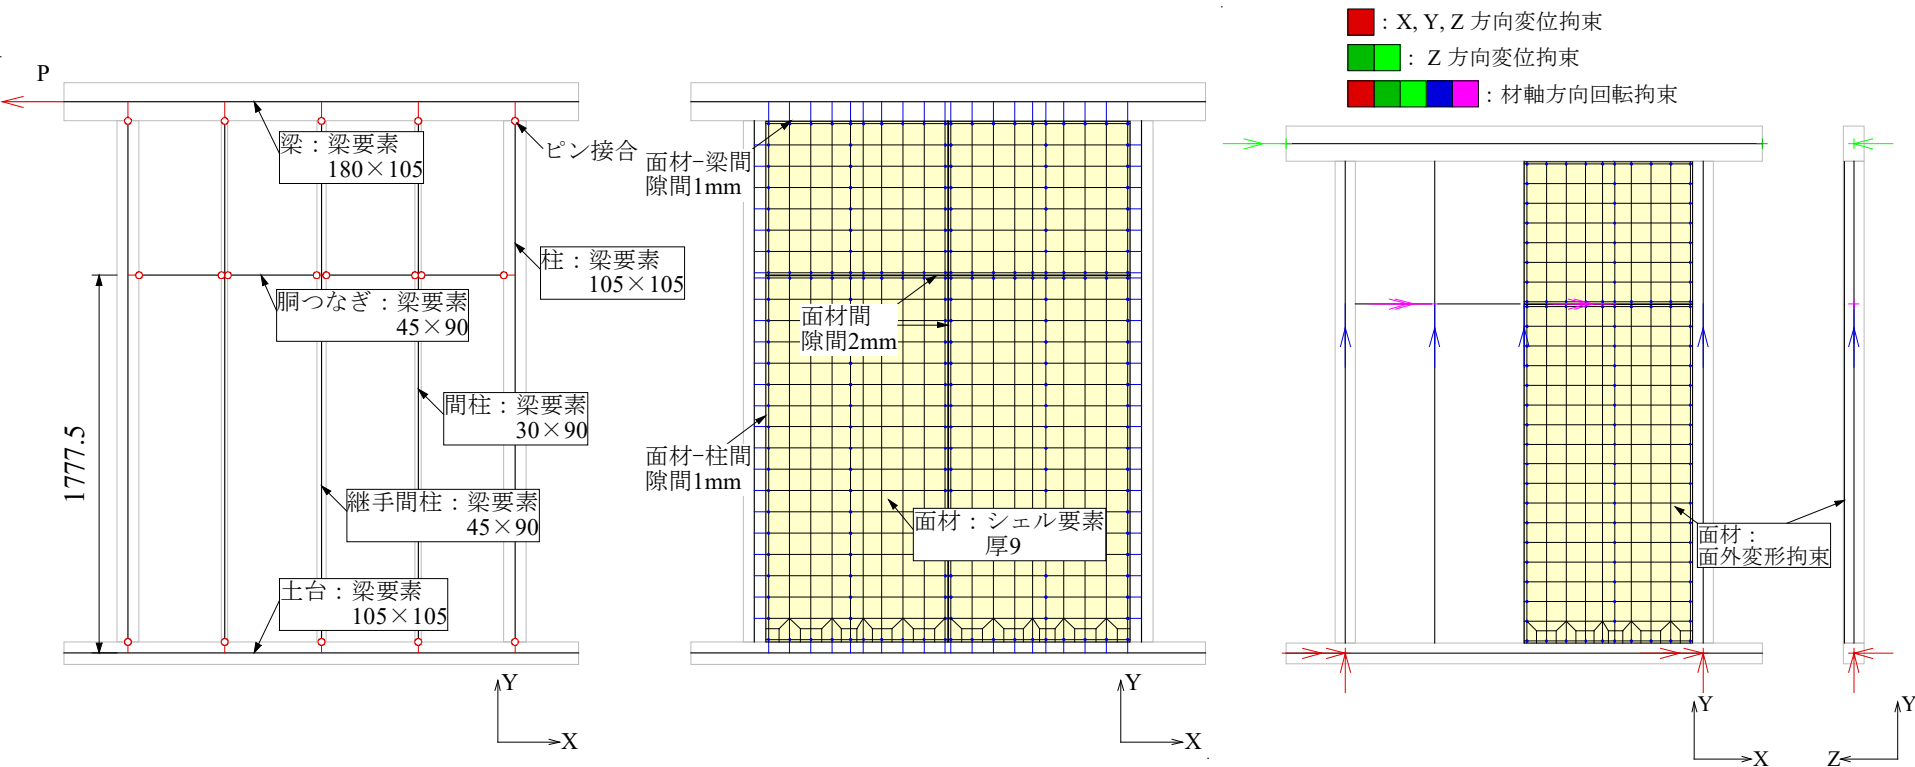 P
梁：梁要素
180×105
ピン接合
柱：梁要素
105×105
胴つなぎ：梁要素
45×90
間柱：梁要素
30×90
1777.5
継手間柱：梁要素
45×90
土台：梁要素
105×105
Y
X
面材−梁間
隙間1mm
面材間
隙間2mm
面材−柱間
隙間1mm
面材：シェル要素
厚9
Y
X
：X, Y, Z 方向変位拘束
：Z 方向変位拘束
：材軸方向回転拘束
面材：
面外変形拘束
Y
X
Y
Z